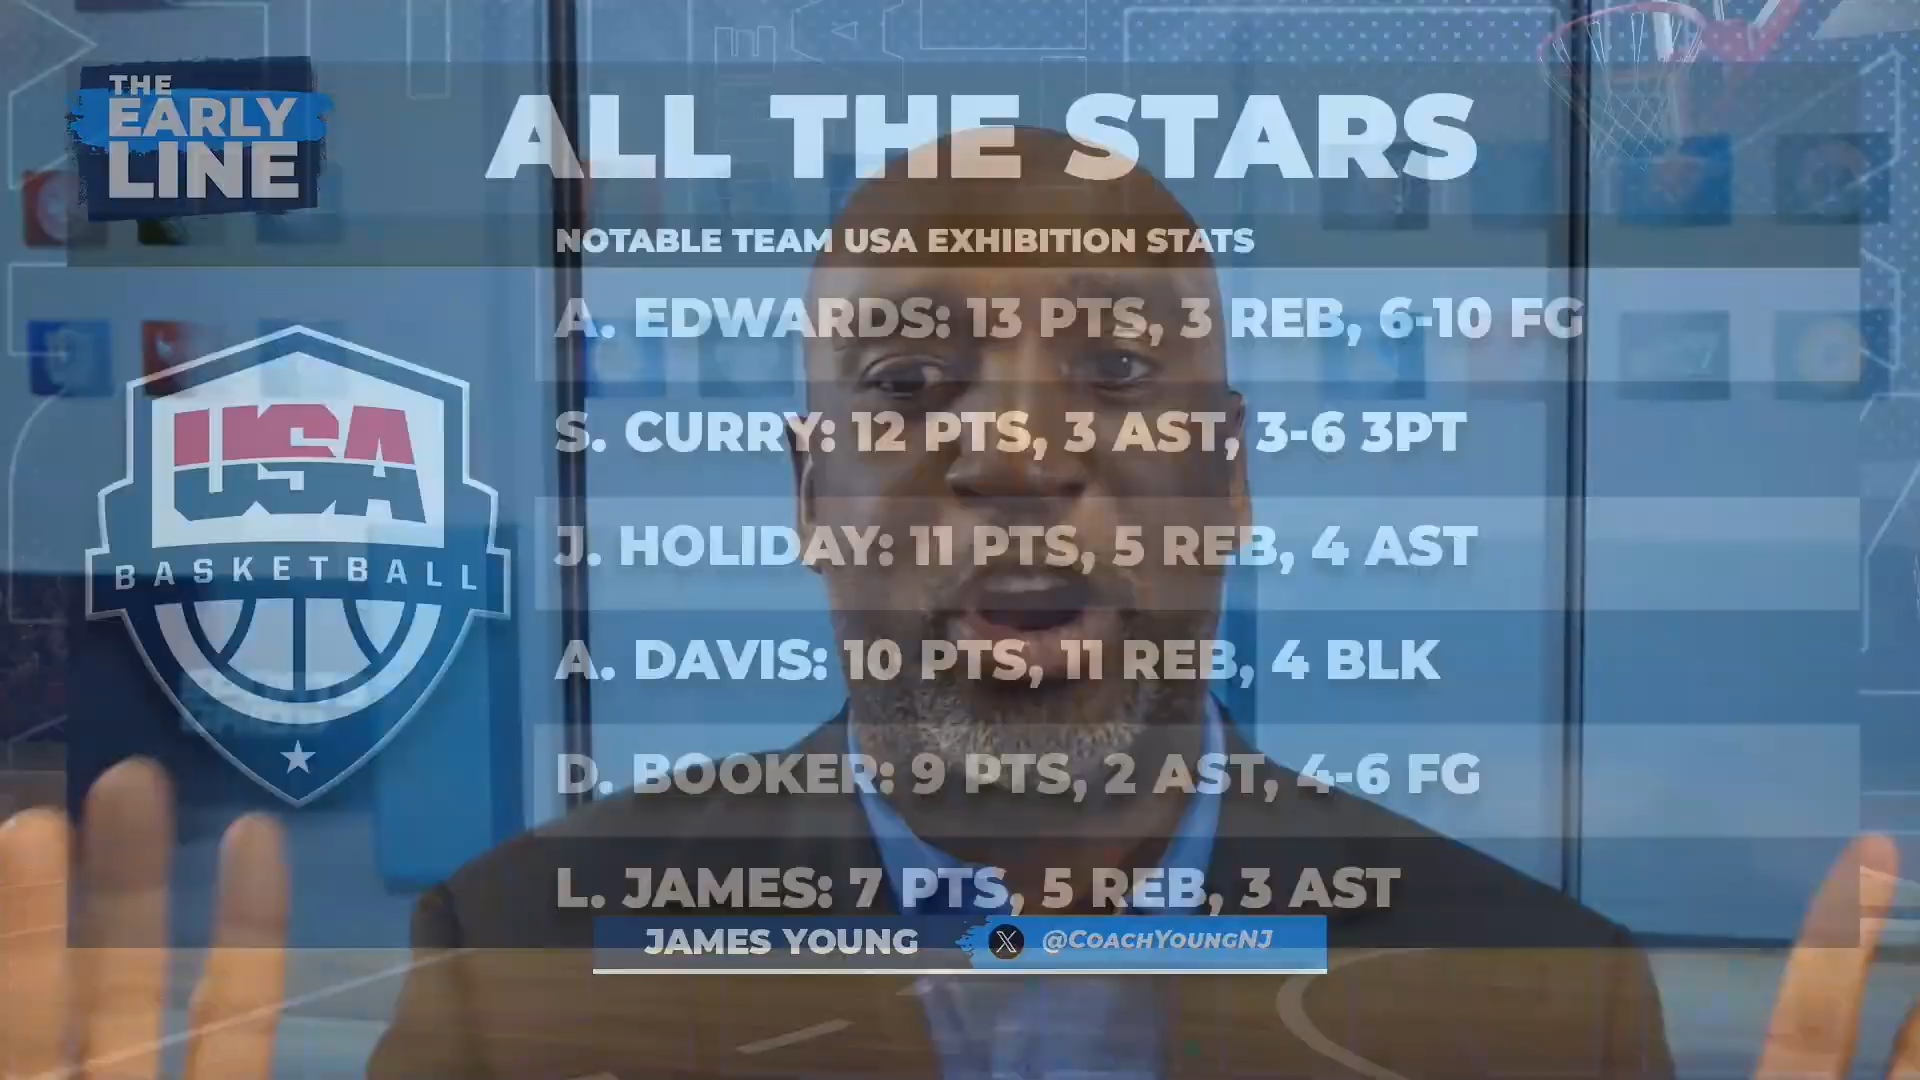 THE
EARLY
LINE
ALL THE STARS
NOTABLE TEAM USA EXHIBITION STATS
A. EDWARDS: 13 PTS, 3 REB, 6-10 FG
S. CURRY: 12 PTS, 3 AST, 3-6 3PT
J. HOLIDAY: 11 PTS, 5 REB, 4 AST
A. DAVIS: 10 PTS, 11 REB, 4 BLK
D. BOOKER: 9 PTS, 2 AST, 4-6 FG
L. JAMES: 7 PTS, 5 REB, 3 AST
USA
BASKETBALL
JAMES YOUNG
@COACHYOUNGNJ